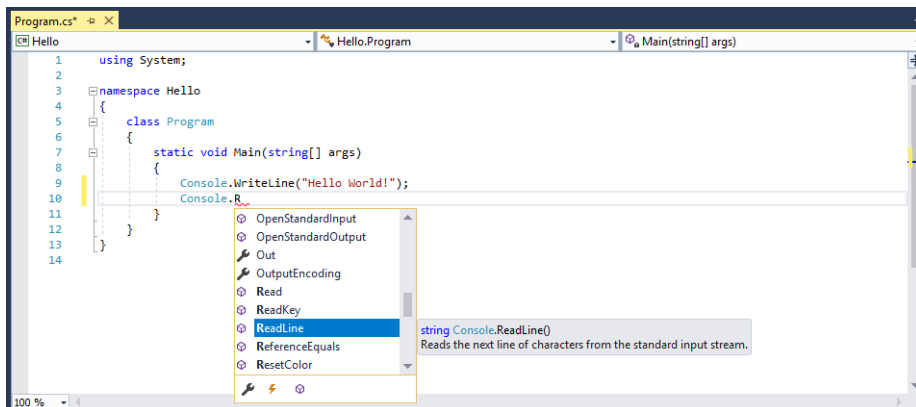 Program.cs*
C# Hello Hello.Program Main(string[] args)
1 using System;
2
3 namespace Hello
4 {
5 class Program
6 {
7 static void Main(string[] args)
8 {
9 Console.WriteLine("Hello World!");
10 Console.R
11 }
12 }
13 }
14
OpenStandardInput
OpenStandardOutput
Out
OutputEncoding
Read
ReadKey
ReadLine
ReferenceEquals
ResetColor
string Console.ReadLine()
Reads the next line of characters from the standard input stream.
100 %